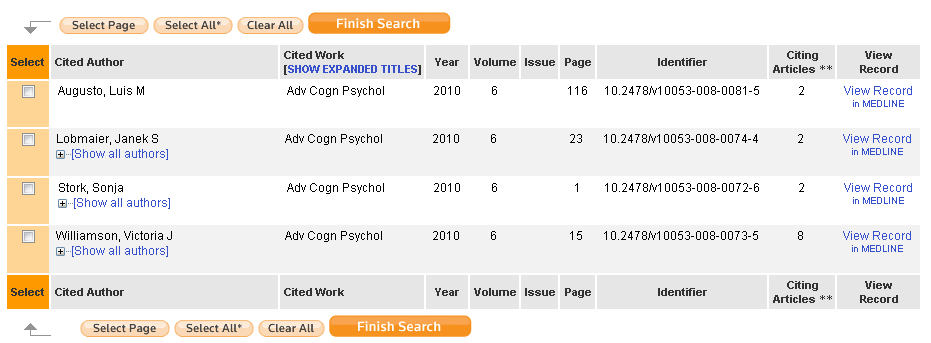 Select Page Select All* Clear All Finish Search
Select Cited Author Cited Work [SHOW EXPANDED TITLES] Year Volume Issue Page Identifier Citing Articles ** View Record
Augusto, Luis M Adv Cogn Psychol 2010 6 116 10.2478/v10053-008-0081-5 2 View Record
in MEDLINE
Lobmaier, Janek S Adv Cogn Psychol 2010 6 23 10.2478/v10053-008-0074-4 2 View Record
[Show all authors] in MEDLINE
Stork, Sonja Adv Cogn Psychol 2010 6 1 10.2478/v10053-008-0072-6 2 View Record
[Show all authors] in MEDLINE
Williamson, Victoria J Adv Cogn Psychol 2010 6 15 10.2478/v10053-008-0073-5 8 View Record
[Show all authors] in MEDLINE
Select Cited Author Cited Work Year Volume Issue Page Identifier Citing Articles ** View Record
Select Page Select All* Clear All Finish Search